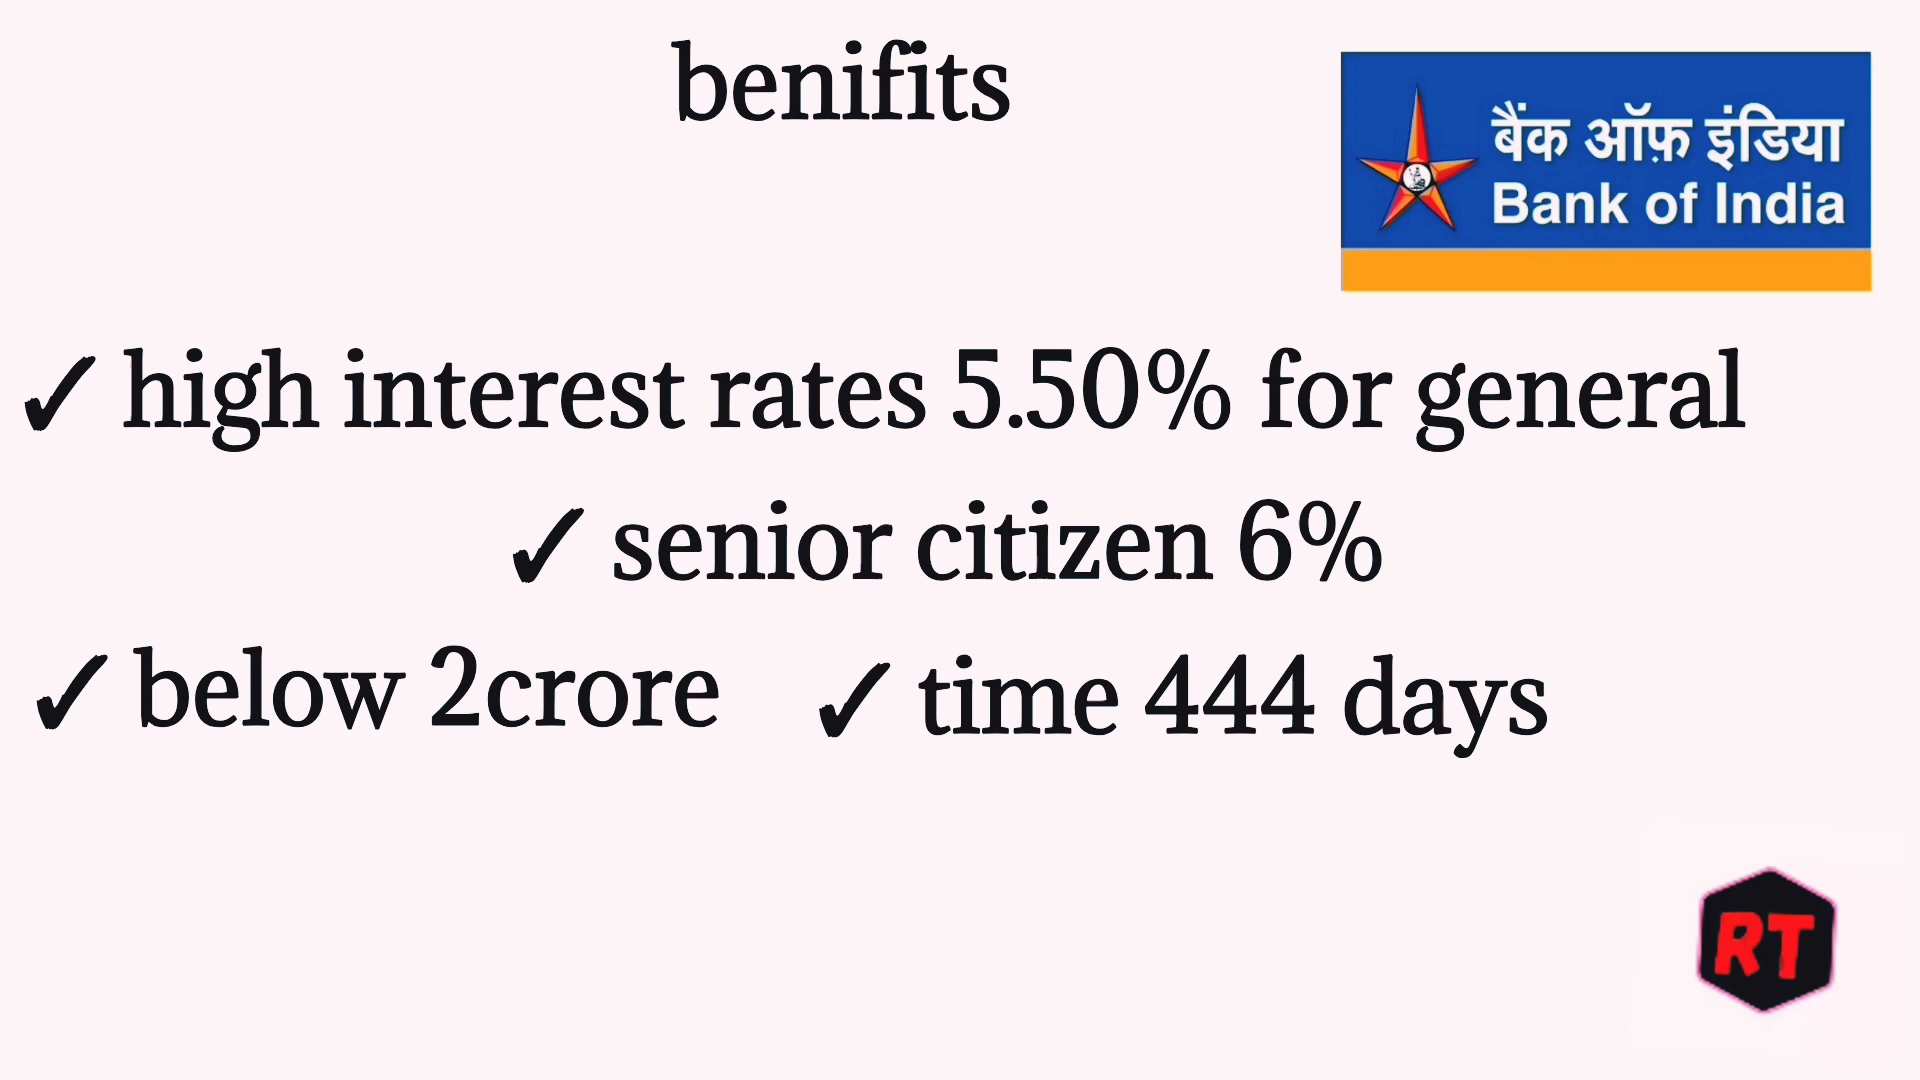 benifits
बैंक ऑफ़ इंडिया
Bank of India
✓ high interest rates 5.50% for general
✓ senior citizen 6%
✓ below 2crore ✓ time 444 days
RT